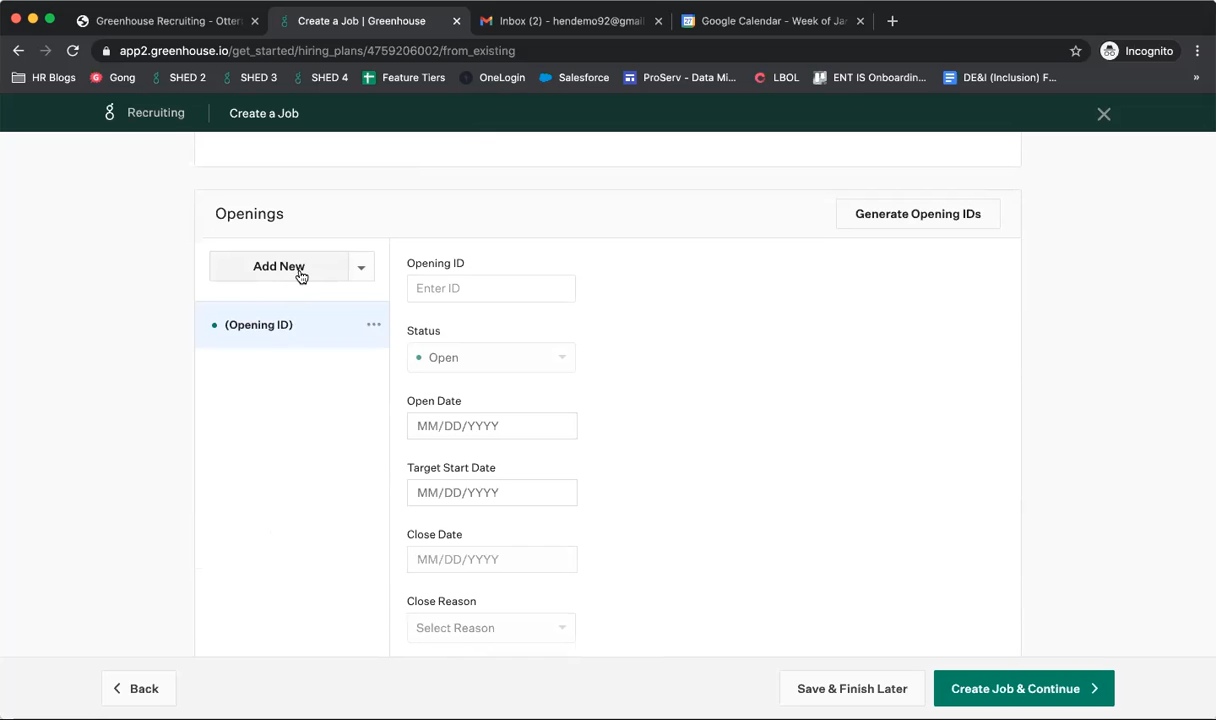 Greenhouse Recruiting - Otter
Create a Job | Greenhouse
Inbox (2) - hendemo92@gmail
Google Calendar - Week of Jan
app2.greenhouse.io/get_started/hiring_plans/4759206002/from_existing
Incognito
HR Blogs
Gong
SHED 2
SHED 3
SHED 4
Feature Tiers
OneLogin
Salesforce
ProServ - Data Mi...
LBOL
ENT IS Onboardin...
DE&I (Inclusion) F...
Recruiting
Create a Job
Openings
Generate Opening IDs
Add New
(Opening ID)
Opening ID
Enter ID
Status
Open
Open Date
MM/DD/YYYY
Target Start Date
MM/DD/YYYY
Close Date
MM/DD/YYYY
Close Reason
Select Reason
Back
Save & Finish Later
Create Job & Continue